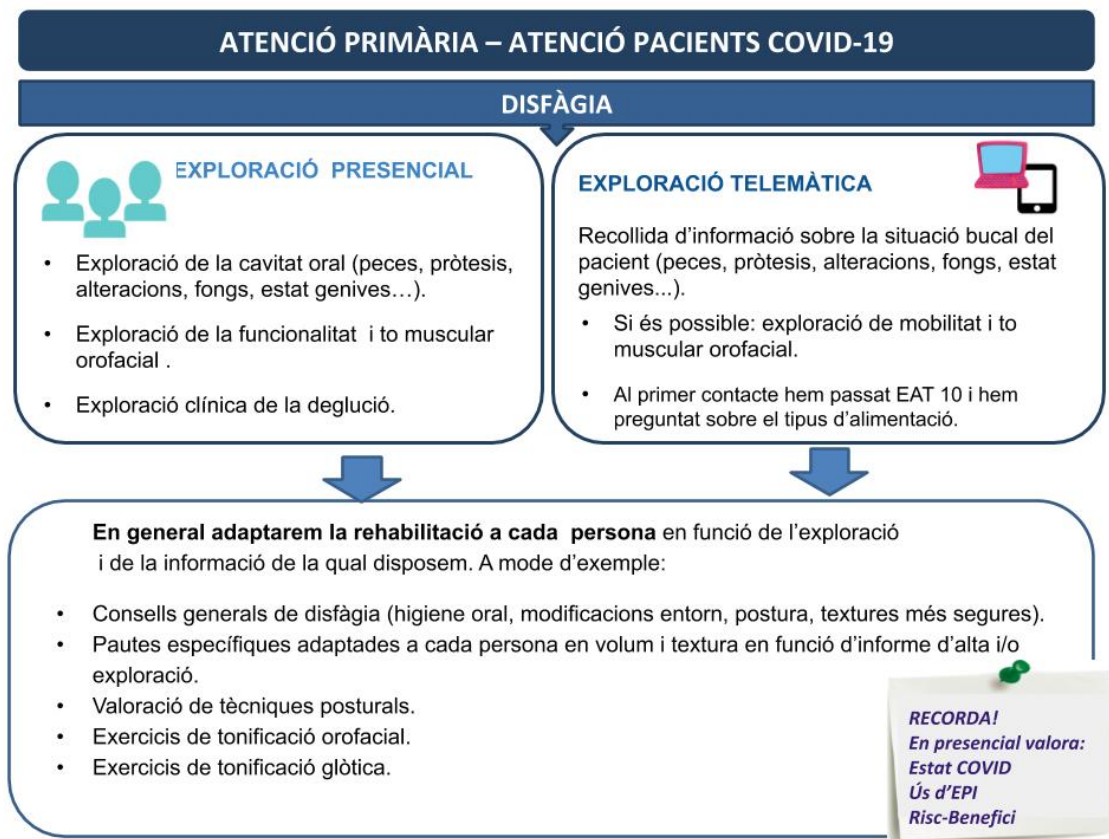 ATENCIÓ PRIMÀRIA – ATENCIÓ PACIENTS COVID-19
DISFÀGIA
EXPLORACIÓ PRESENCIAL
• Exploració de la cavitat oral (peces, pròtesis,
alteracions, fongs, estat genives…).
• Exploració de la funcionalitat i to muscular
orofacial .
• Exploració clínica de la deglució.
EXPLORACIÓ TELEMÀTICA
Recollida d’informació sobre la situació bucal del
pacient (peces, pròtesis, alteracions, fongs, estat
genives...).
• Si és possible: exploració de mobilitat i to
muscular orofacial.
• Al primer contacte hem passat EAT 10 i hem
preguntat sobre el tipus d’alimentació.
En general adaptarem la rehabilitació a cada persona en funció de l’exploració
i de la informació de la qual disposem. A mode d’exemple:
• Consells generals de disfàgia (higiene oral, modificacions entorn, postura, textures més segures).
• Pautes específiques adaptades a cada persona en volum i textura en funció d’informe d’alta i/o
exploració.
• Valoració de tècniques posturals.
• Exercicis de tonificació orofacial.
• Exercicis de tonificació glòtica.
RECORDA!
En presencial valora:
Estat COVID
Ús d’EPI
Risc-Benefici